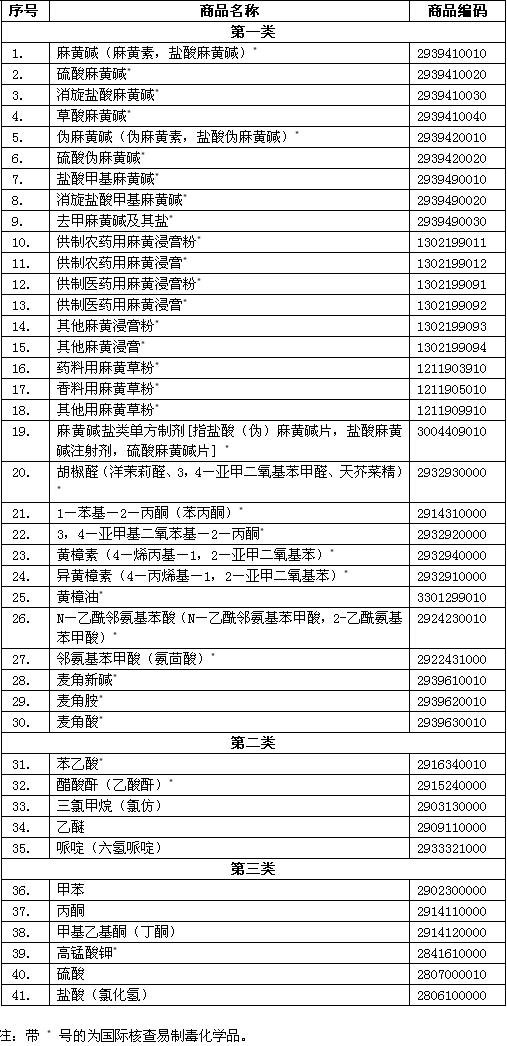 序号 商品名称 商品编码
第一类
1. 麻黄碱（麻黄素，盐酸麻黄碱）* 2939410010
2. 硫酸麻黄碱* 2939410020
3. 消旋盐酸麻黄碱* 2939410030
4. 草酸麻黄碱* 2939410040
5. 伪麻黄碱（伪麻黄素，盐酸伪麻黄碱）* 2939420010
6. 硫酸伪麻黄碱* 2939420020
7. 盐酸甲基麻黄碱* 2939490010
8. 消旋盐酸甲基麻黄碱* 2939490020
9. 去甲麻黄碱及其盐* 2939490030
10. 供制农药用麻黄浸膏粉* 1302199011
11. 供制农药用麻黄浸膏* 1302199012
12. 供制医药用麻黄浸膏粉* 1302199091
13. 供制医药用麻黄浸膏* 1302199092
14. 其他麻黄浸膏粉* 1302199093
15. 其他麻黄浸膏* 1302199094
16. 药料用麻黄草粉* 1211903910
17. 香料用麻黄草粉* 1211905010
18. 其他用麻黄草粉* 1211909910
19. 麻黄碱盐类单方制剂[指盐酸（伪）麻黄碱片，盐酸麻黄 3004409010
碱注射剂，硫酸麻黄碱片] *
20. 胡椒醛（洋茉莉醛、3，4—亚甲二氧基苯甲醛、天芥菜精） 2932930000
*
21. 1—苯基—2—丙酮（苯丙酮）* 2914310000
22. 3，4—亚甲基二氧苯基—2—丙酮* 2932920000
23. 黄樟素（4—烯丙基—1，2—亚甲二氧基苯）* 2932940000
24. 异黄樟素（4—丙烯基—1，2—亚甲二氧基苯）* 2932910000
25. 黄樟油* 3301299010
26. N—乙酰邻氨基苯酸（N—乙酰邻氨基苯甲酸，2-乙酰氨基 2924230010
苯甲酸）*
27. 邻氨基苯甲酸（氨茴酸）* 2922431000
28. 麦角新碱* 2939610010
29. 麦角胺* 2939620010
30. 麦角酸* 2939630010
第二类
31. 苯乙酸* 2916340010
32. 醋酸酐（乙酸酐）* 2915240000
33. 三氯甲烷（氯仿） 2903130000
34. 乙醚 2909110000
35. 哌啶（六氢哌啶） 2933321000
第三类
36. 甲苯 2902300000
37. 丙酮 2914110000
38. 甲基乙基酮（丁酮） 2914120000
39. 高锰酸钾* 2841610000
40. 硫酸 2807000010
41. 盐酸（氯化氢） 2806100000
注：带 * 号的为国际核查易制毒化学品。